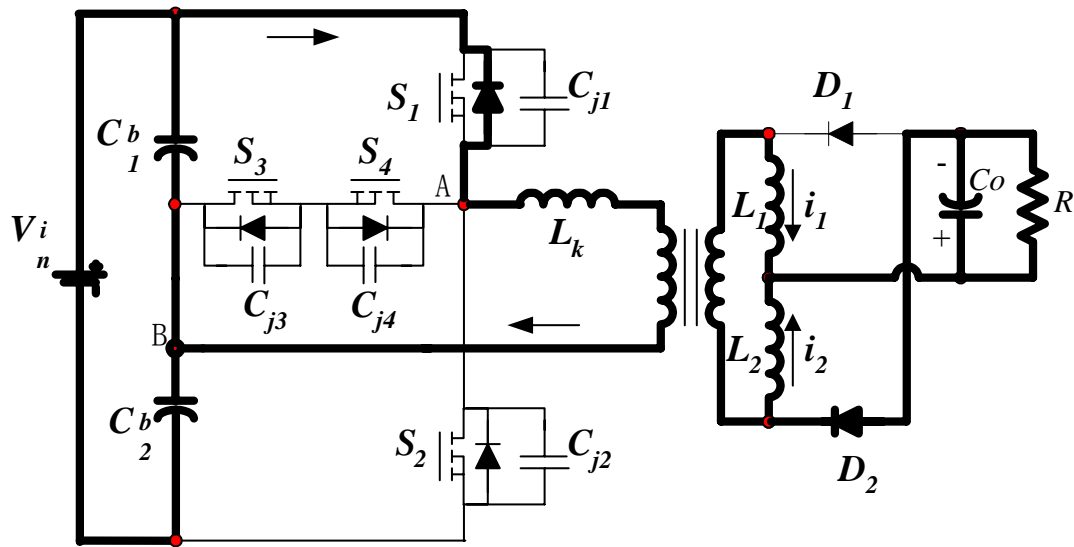 D1
S1
Cj1
Cb1
S3
S4
A
-
Co
L1
i1
R
Vin
Lk
+
Cj3
Cj4
B
L2
i2
Cb2
S2
Cj2
D2